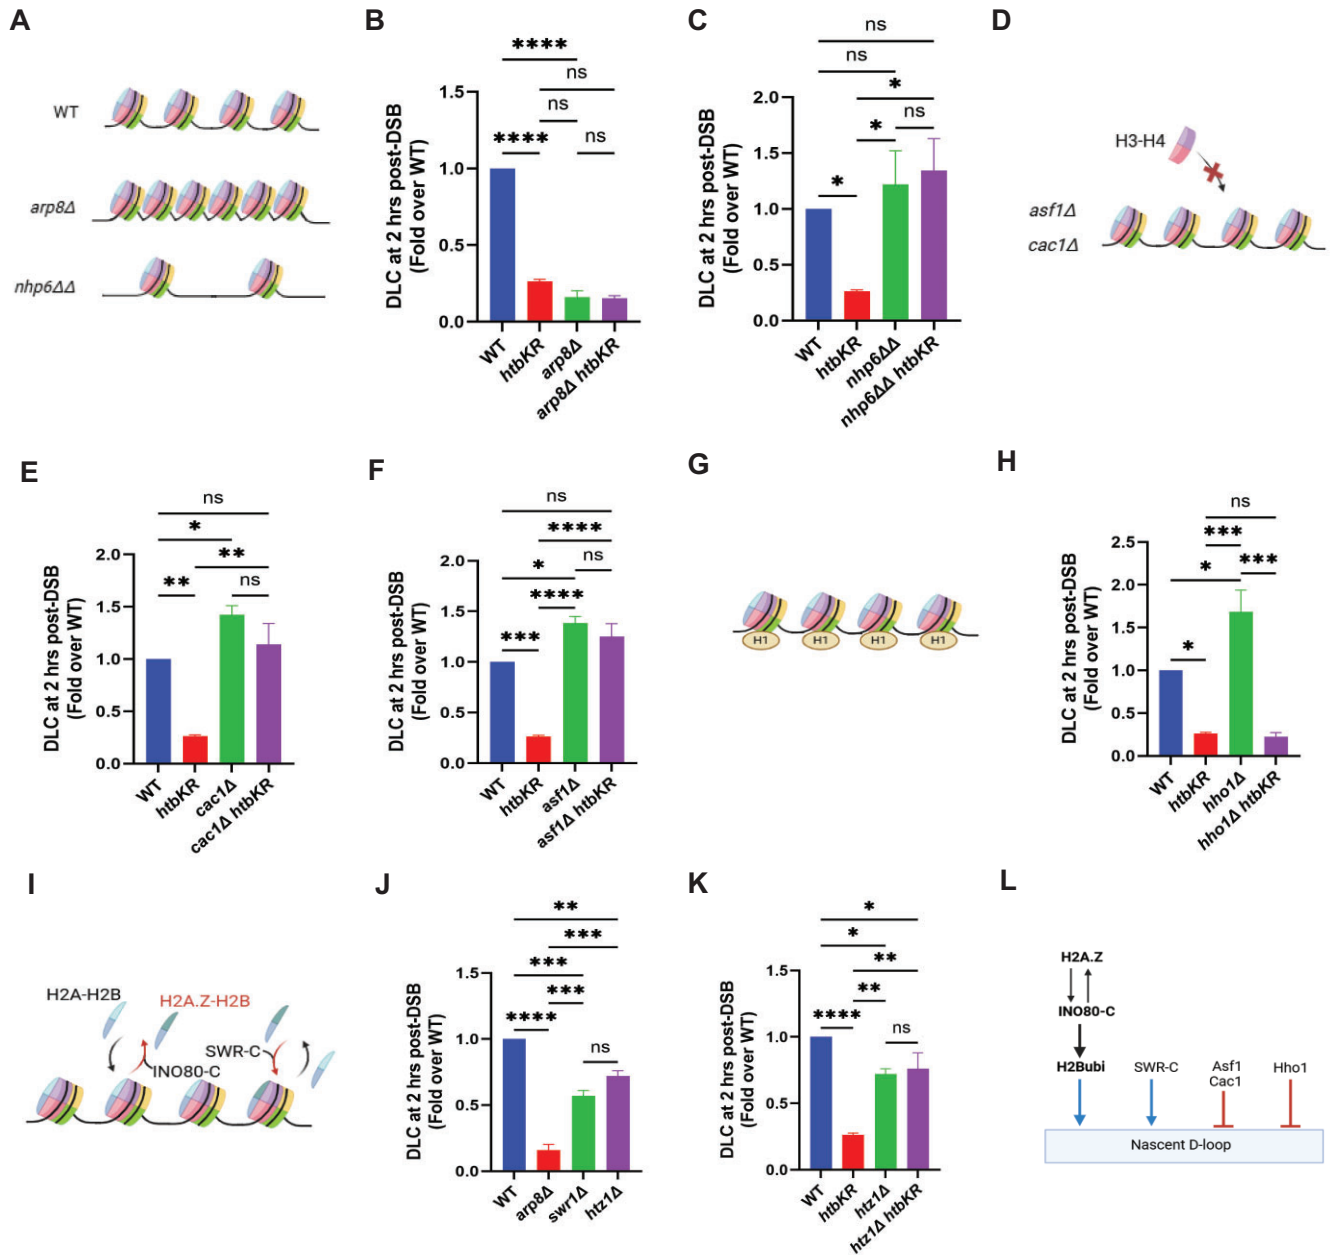 A
WT
arp8Δ
nhp6ΔΔ
B
****
ns
ns
****
ns
1.5
1.0
0.5
0.0
DLC at 2 hrs post-DSB
(Fold over WT)
WT
htbKR
arp8Δ
arp8Δ htbKR
C
ns
ns
*
*
ns
*
2.0
1.5
1.0
0.5
0.0
DLC at 2 hrs post-DSB
(Fold over WT)
WT
htbKR
nhp6ΔΔ
nhp6ΔΔ htbKR
D
H3-H4
asf1Δ
cac1Δ
E
ns
*
**
**
ns
2.0
1.5
1.0
0.5
0.0
DLC at 2 hrs post-DSB
(Fold over WT)
WT
htbKR
cac1Δ
cac1Δ htbKR
F
ns
****
*
ns
****
***
2.0
1.5
1.0
0.5
0.0
DLC at 2 hrs post-DSB
(Fold over WT)
WT
htbKR
asf1Δ
asf1Δ htbKR
G
H1
H1
H1
H1
H
ns
***
*
***
*
2.5
2.0
1.5
1.0
0.5
0.0
DLC at 2 hrs post-DSB
(Fold over WT)
WT
htbKR
hho1Δ
hho1Δ htbKR
I
H2A-H2B
H2A.Z-H2B
SWR-C
INO80-C
J
**
***
***
***
****
ns
1.5
1.0
0.5
0.0
DLC at 2 hrs post-DSB
(Fold over WT)
WT
arp8Δ
swr1Δ
htz1Δ
K
*
*
**
**
****
ns
1.5
1.0
0.5
0.0
DLC at 2 hrs post-DSB
(Fold over WT)
WT
htbKR
htz1Δ
htz1Δ htbKR
L
H2A.Z
INO80-C
H2Bubi
SWR-C
Asf1
Cac1
Hho1
Nascent D-loop